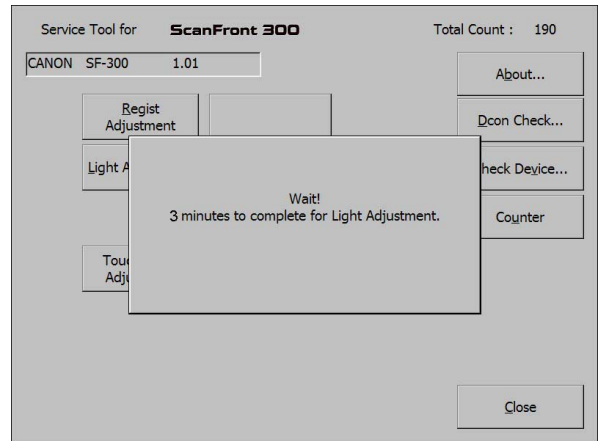 Service Tool for ScanFront 300 Total Count : 190
CANON SF-300 1.01
About...
Regist
Adjustment
Dcon Check...
Light A
heck Device...
Wait!
3 minutes to complete for Light Adjustment.
Counter
Tou
Adju
Close